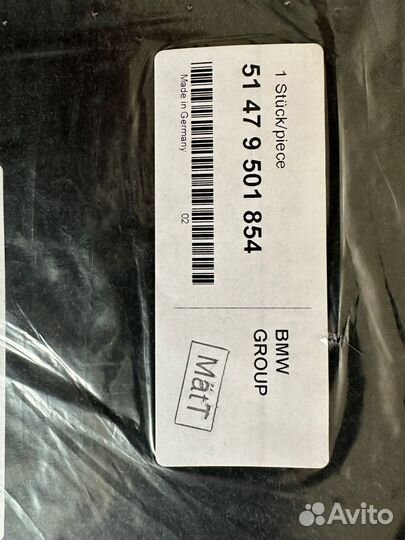 1 Stück/piece
51 47 9 501 854
Made in Germany
02
BMW
GROUP
MätT
Avito